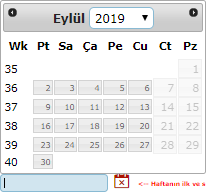 Eylül 2019
Wk Pt Sa Ça Pe Cu Ct Pz
35 1
36 2 3 4 5 6 7 8
37 9 10 11 12 13 14 15
38 16 17 18 19 20 21 22
39 23 24 25 26 27 28 29
40 30
<-- Haftanın ilk ve s